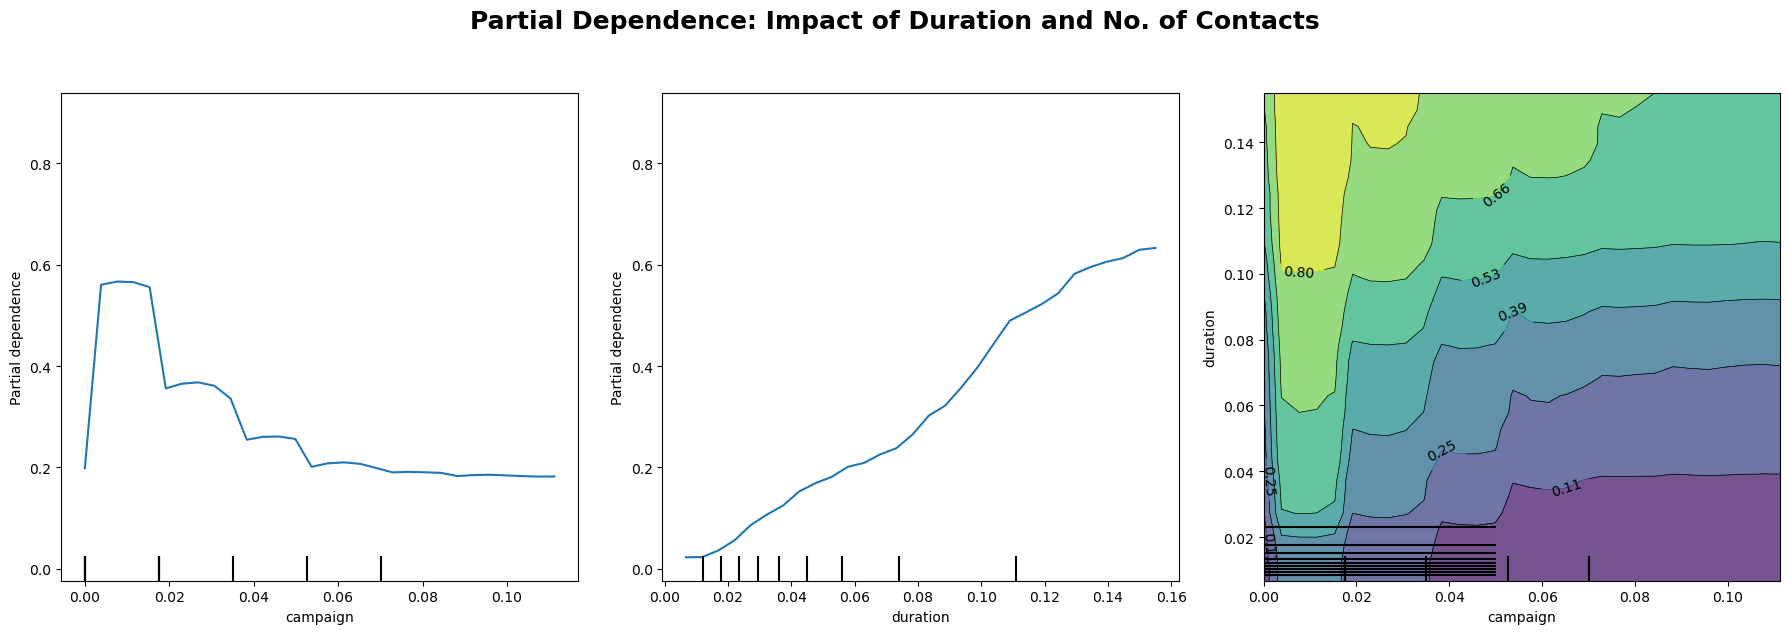 Partial Dependence: Impact of Duration and No. of Contacts
Partial dependence
0.8
0.6
0.4
0.2
0.0
0.00 0.02 0.04 0.06 0.08 0.10
campaign
Partial dependence
0.8
0.6
0.4
0.2
0.0
0.00 0.02 0.04 0.06 0.08 0.10 0.12 0.14 0.16
duration
duration
0.14
0.12
0.10
0.08
0.06
0.04
0.02
0.66
0.80
0.53
0.39
0.25
0.25
0.11
0.00 0.02 0.04 0.06 0.08 0.10
campaign